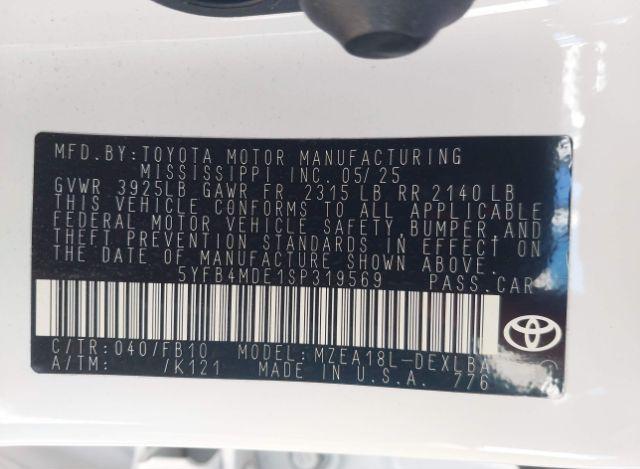 MFD. BY: TOYOTA MOTOR MANUFACTURING
MISSISSIPPI INC. 05/25
GVWR 3925LB GAWR FR 2315 LB RR 2140 LB
THIS VEHICLE CONFORMS TO ALL APPLICABLE
FEDERAL MOTOR VEHICLE SAFETY, BUMPER AND
THEFT PREVENTION STANDARDS IN EFFECT ON
THE DATE OF MANUFACTURE SHOWN ABOVE.
5YFB4MDE1SP319569 PASS. CAR
C/TR: 040/FB10 MODEL: MZEA18L-DEXLBA
A/TM: /K121 MADE IN U.S.A. 776